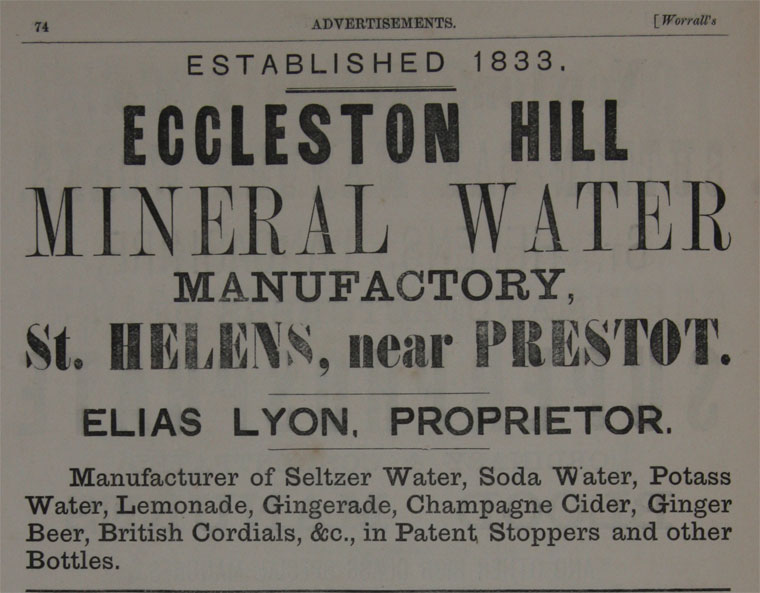 74 ADVERTISEMENTS. [Worrall's
ESTABLISHED 1833.
ECCLESTON HILL
MINERAL WATER
MANUFACTORY,
St. HELENS, near PRESTOT.
ELIAS LYON, PROPRIETOR.
Manufacturer of Seltzer Water, Soda Water, Potass
Water, Lemonade, Gingerade, Champagne Cider, Ginger
Beer, British Cordials, &c., in Patent Stoppers and other
Bottles.